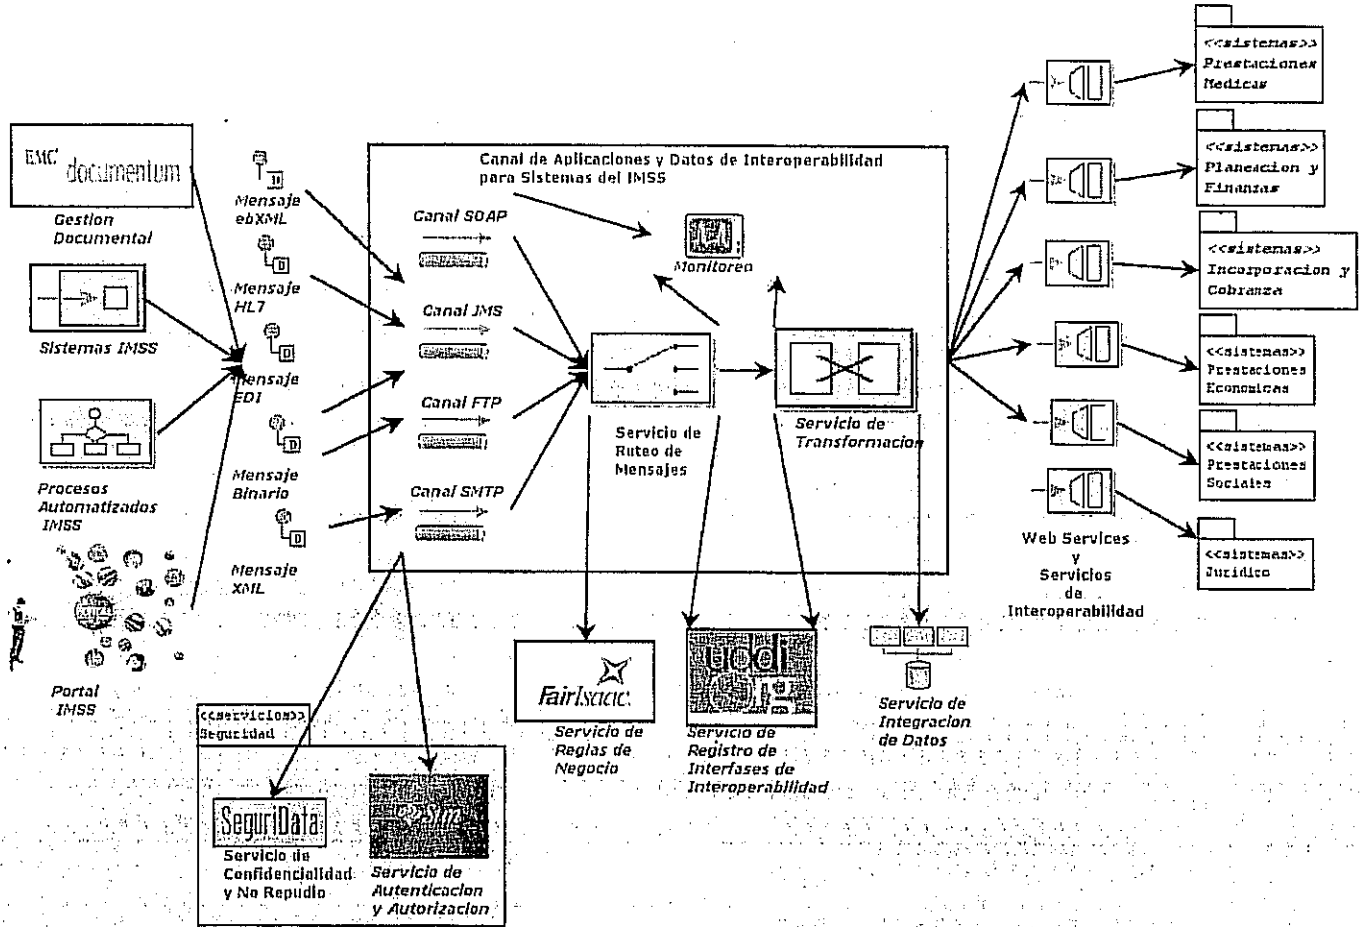 EMC²
documentum
Gestion
Documental
Sistemas IMSS
Procesos
Automatizados
IMSS
Portal
IMSS
Mensaje
ebXML
D
Mensaje
HL7
D
Mensaje
EDI
D
Mensaje
Binario
D
Mensaje
XML
D
Canal de Aplicaciones y Datos de Interoperabilidad
para Sistemas del IMSS
Canal SOAP
Canal JMS
Canal FTP
Canal SMTP
Monitoreo
Servicio de
Ruteo de
Mensajes
Servicio de
Transformacion
<<servicios>>
Seguridad
SeguriData
Servicio de
Confidencialidad
y No Repudio
Servicio de
Autenticacion
y Autorizacion
FairIsaac
Servicio de
Reglas de
Negocio
uddi
Org
Servicio de
Registro de
Interfases de
Interoperabilidad
Servicio de
Integracion
de Datos
Web Services
y
Servicios
de
Interoperabilidad
<<sistemas>>
Prestaciones
Medicas
<<sistemas>>
Planeacion y
Finanzas
<<sistemas>>
Incorporacion y
Cobranza
<<sistemas>>
Prestaciones
Economicas
<<sistemas>>
Prestaciones
Sociales
<<sistemas>>
Juridico